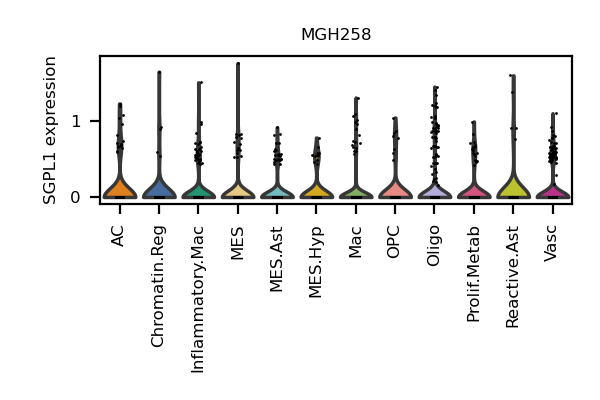 MGH258
SGPL1 expression
1
0
AC
Chromatin.Reg
Inflammatory.Mac
MES
MES.Ast
MES.Hyp
Mac
OPC
Oligo
Prolif.Metab
Reactive.Ast
Vasc